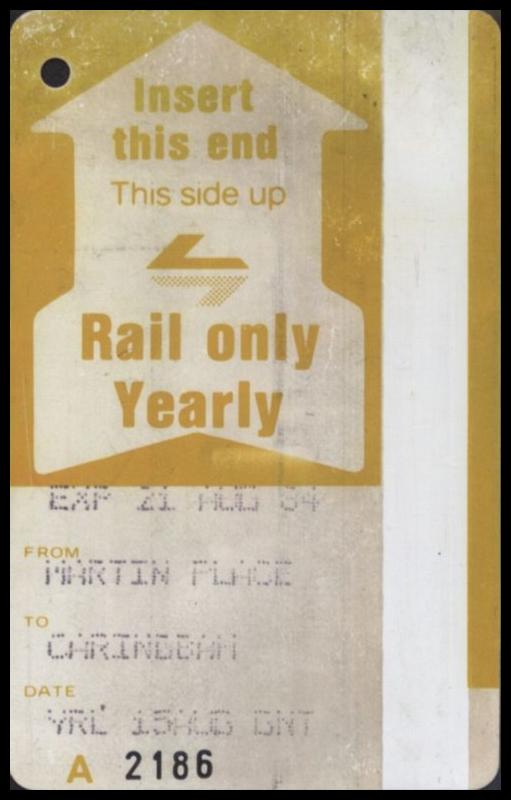 Insert
this end
This side up
Rail only
Yearly
EXP 21 AUG 94
FROM
MARTIN PLACE
TO
CARINGBAH
DATE
YRL 15AUG
A 2186